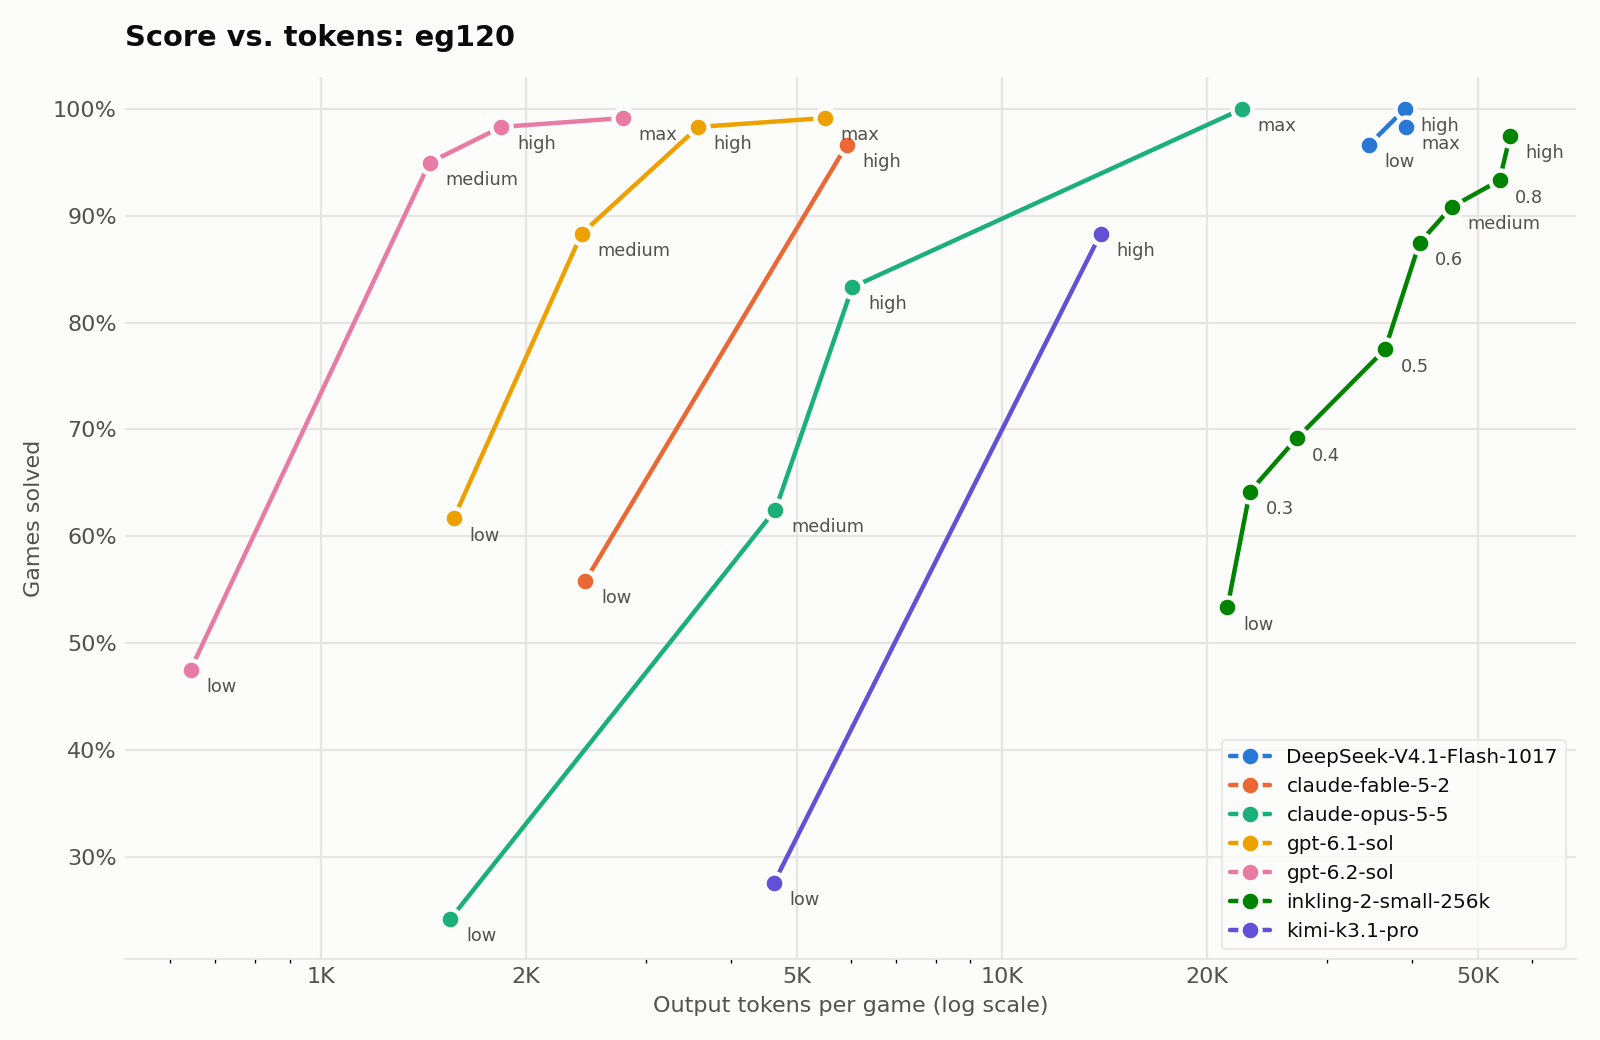 Score vs. tokens: eg120
100%
90%
80%
70%
60%
50%
40%
30%
Games solved
max
high
high
max
high
medium
max
high
high
max
low
high
0.8
medium
0.6
medium
high
high
0.5
0.4
low
medium
0.3
low
low
low
low
low
DeepSeek-V4.1-Flash-1017
claude-fable-5-2
claude-opus-5-5
gpt-6.1-sol
gpt-6.2-sol
inkling-2-small-256k
kimi-k3.1-pro
1K
2K
5K
10K
20K
50K
Output tokens per game (log scale)